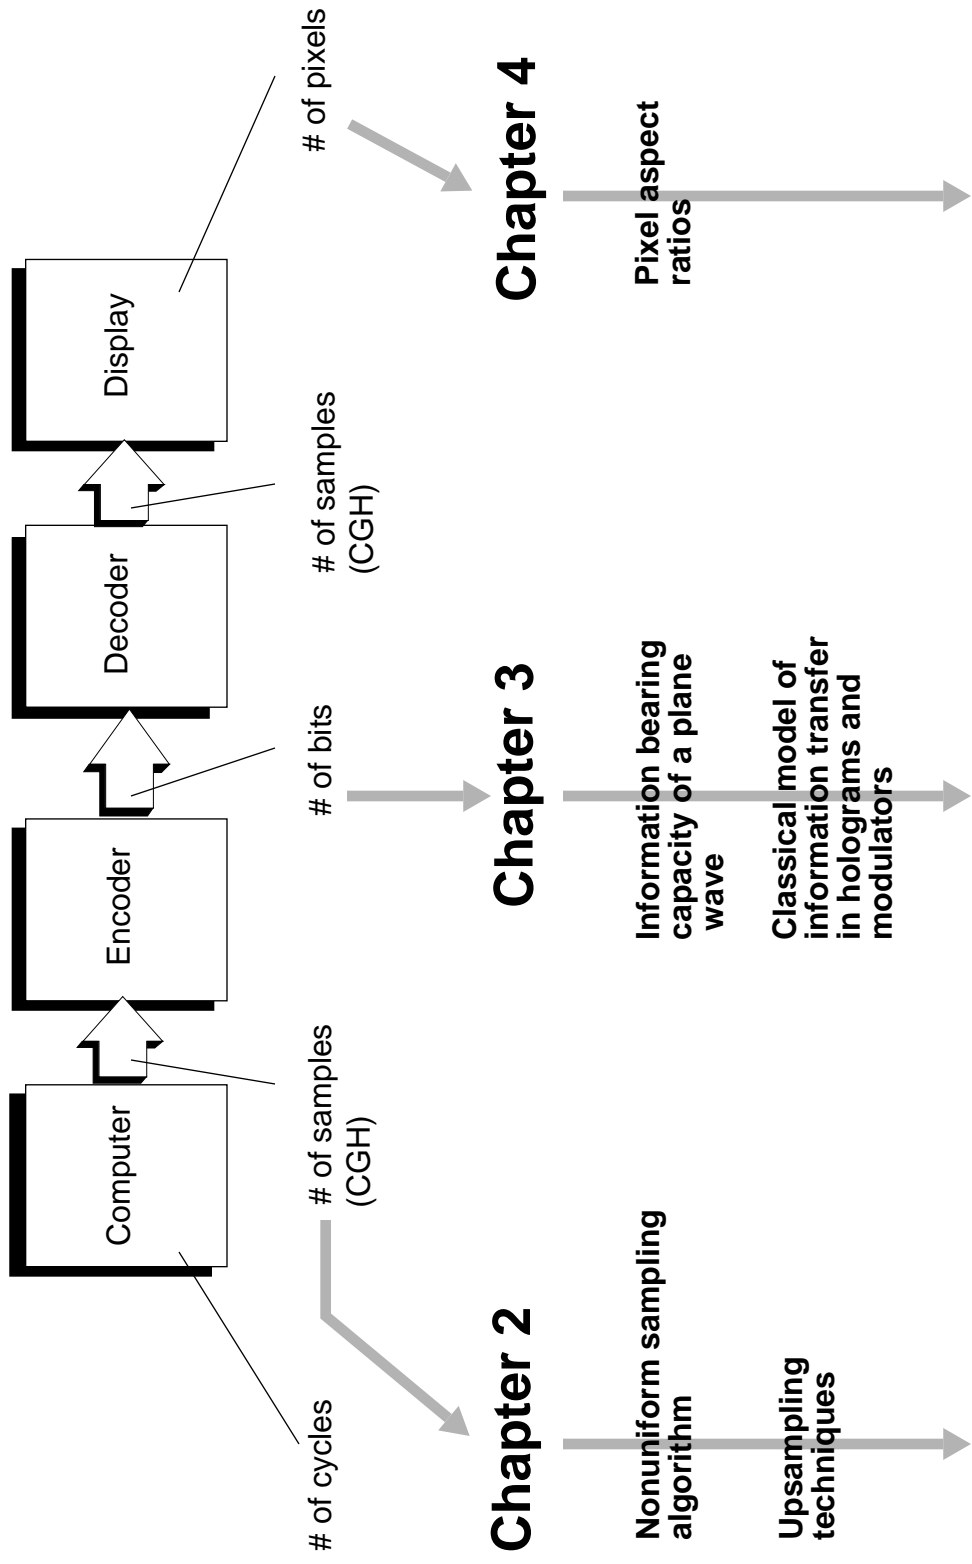 Computer
Encoder
Decoder
Display
# of cycles
# of samples
(CGH)
# of bits
# of samples
(CGH)
# of pixels
Chapter 2
Nonuniform sampling
algorithm
Upsampling
techniques
Chapter 3
Information bearing
capacity of a plane
wave
Classical model of
information transfer
in holograms and
modulators
Chapter 4
Pixel aspect
ratios